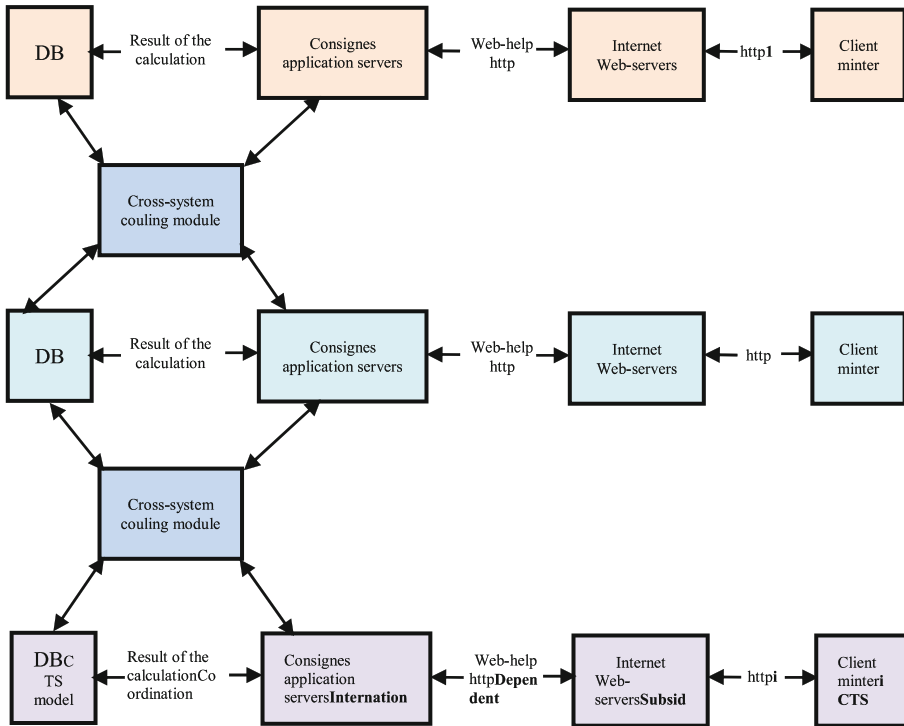 DB
Result of the
calculation
Consignes
application servers
Web-help
http
Internet
Web-servers
http1
Client
minter
Cross-system
couling module
DB
Result of the
calculation
Consignes
application servers
Web-help
http
Internet
Web-servers
http
Client
minter
Cross-system
couling module
DBC
TS
model
Result of the
calculationCo
ordination
Consignes
application
serversInternation
Web-help
httpDepen
dent
Internet
Web-
serversSubsid
httpi
Client
minteri
CTS